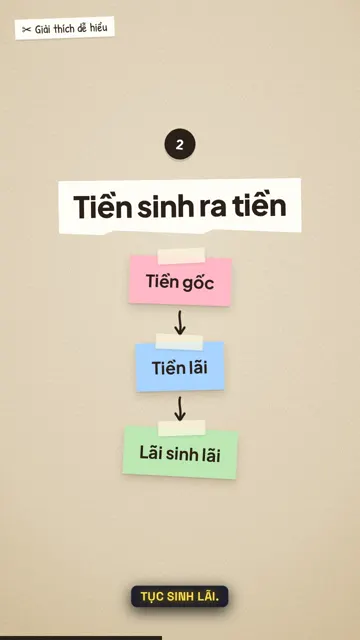 ✂ Giải thích dễ hiểu
2
Tiền sinh ra tiền
Tiền gốc
Tiền lãi
Lãi sinh lãi
TỤC SINH LÃI.